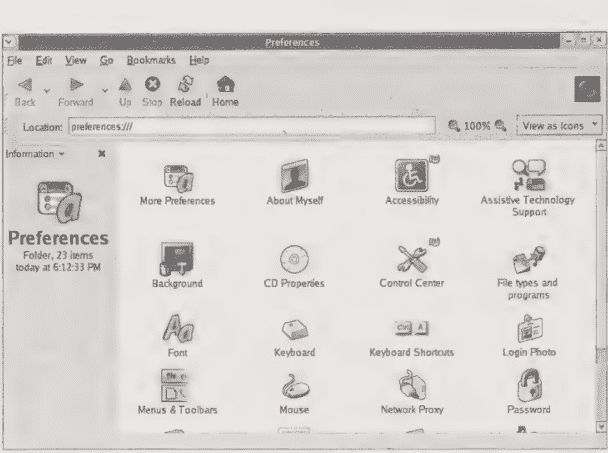 Preferences
File Edit View Go Bookmarks Help
Back Forward Up Stop Reload Home
Location: preferences:/// 100% View as Icons
Information
Preferences
Folder, 23 items
today at 6:12:33 PM
More Preferences About Myself Accessibility Assistive Technology
Support
Background CD Properties Control Center File types and
programs
Font Keyboard Keyboard Shortcuts Login Photo
Menus & Toolbars Mouse Network Proxy Password